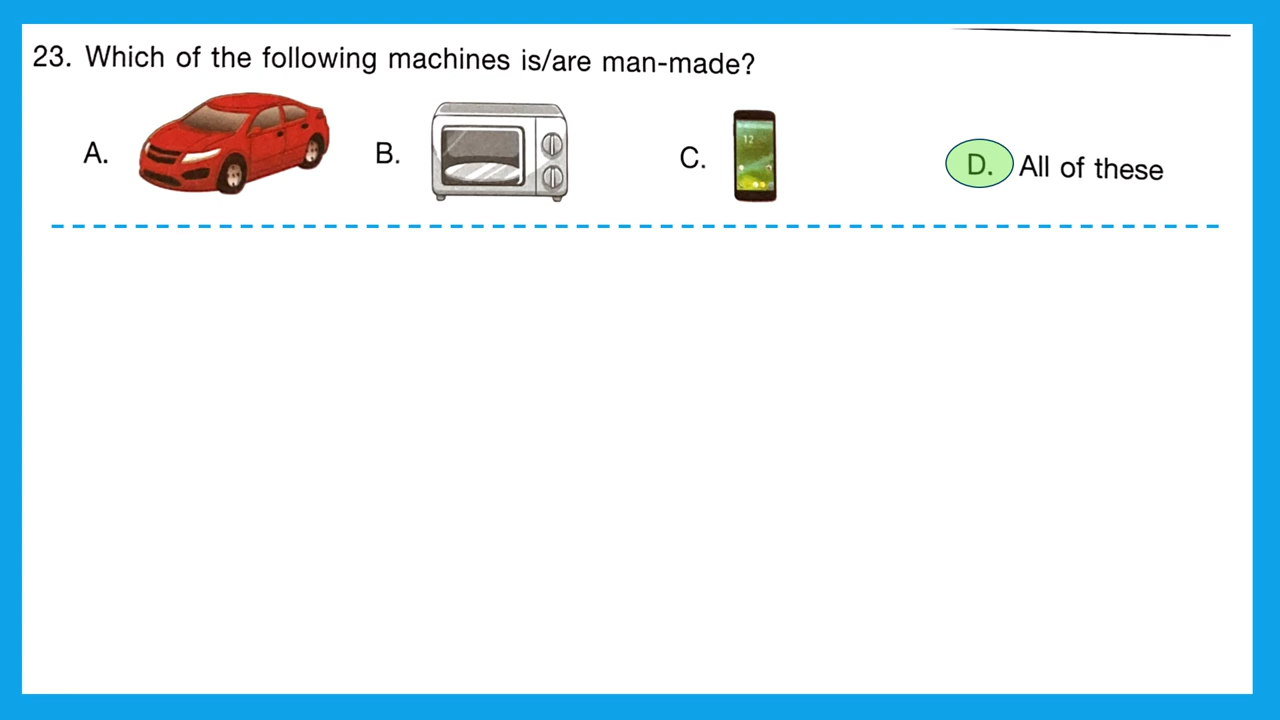 23. Which of the following machines is/are man-made?
A. B. C. 12 D. All of these